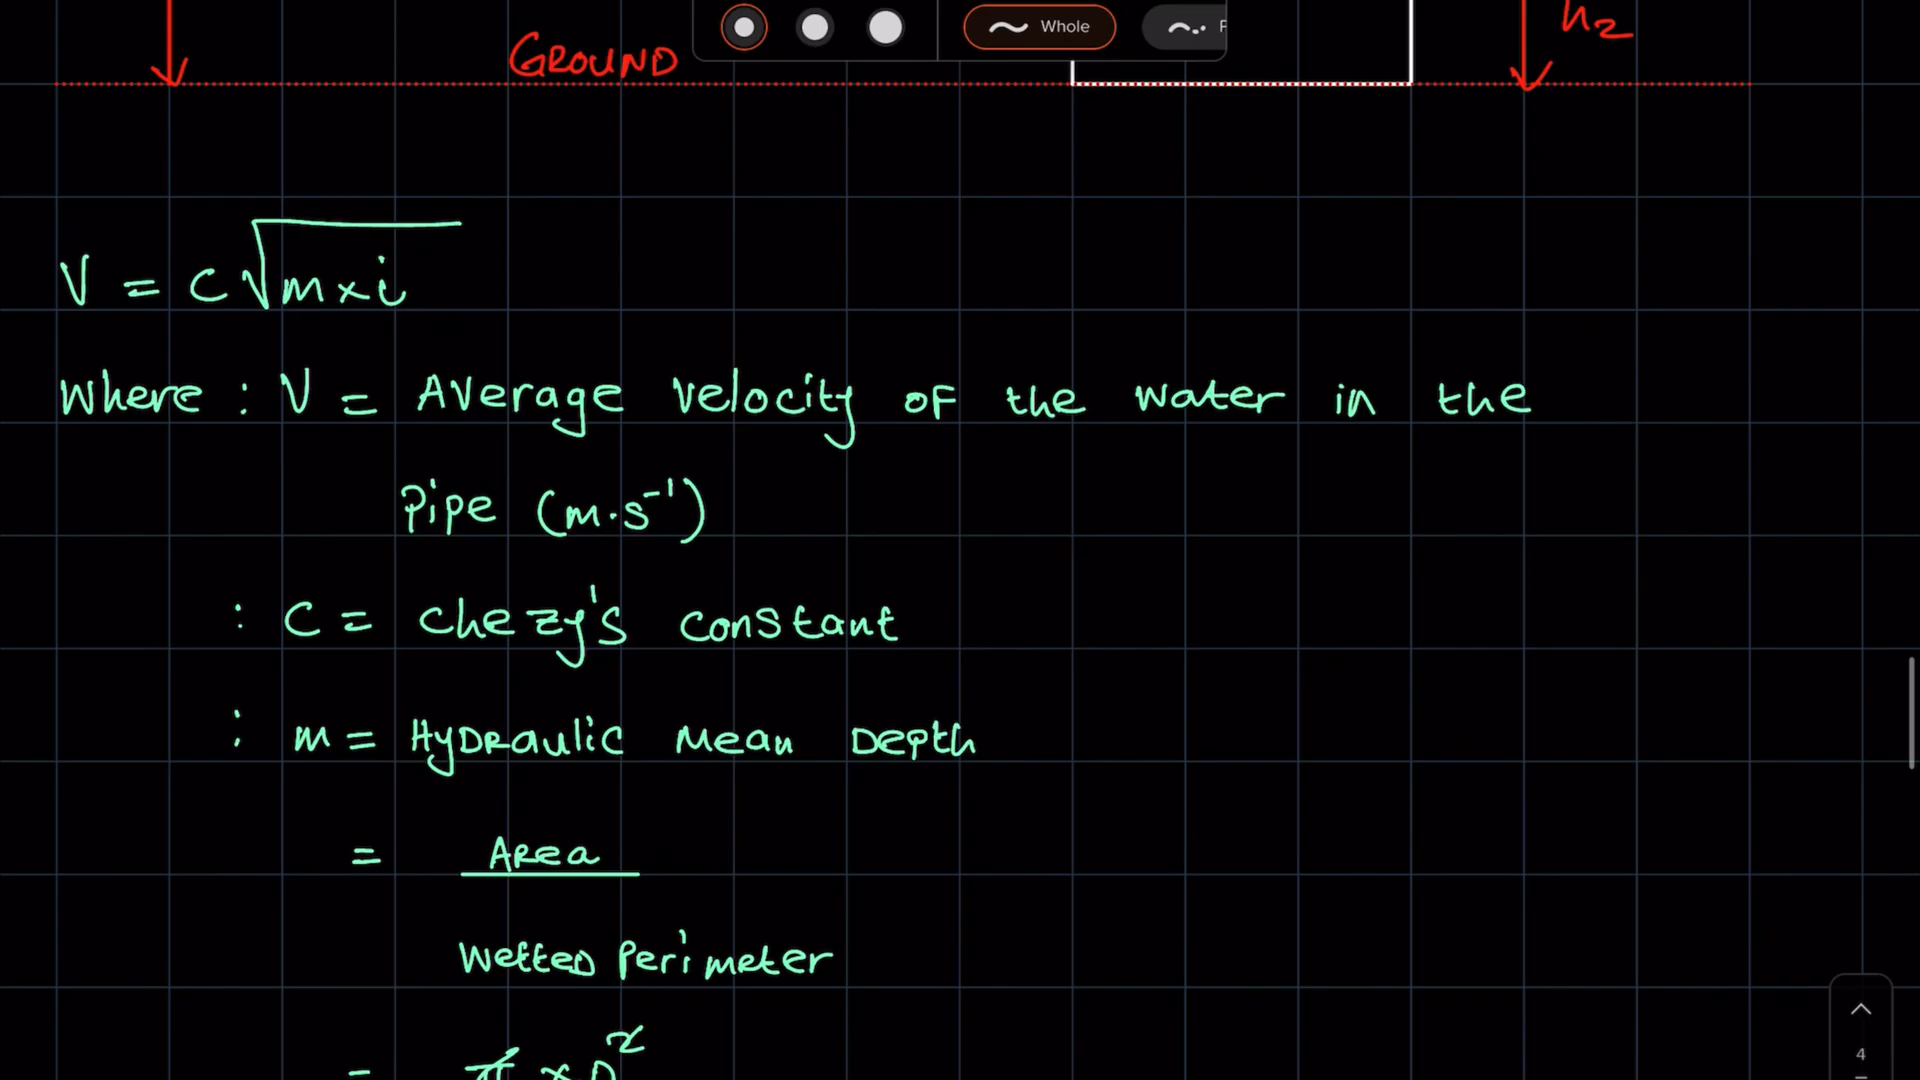 Whole
h₂
GROUND
V = C√m×i
Where : V = Average velocity of the water in the
Pipe (m·s⁻¹)
: C = Chezy's constant
: m = Hydraulic Mean Depth
= Area
Wetted Perimeter
= π × D²
4